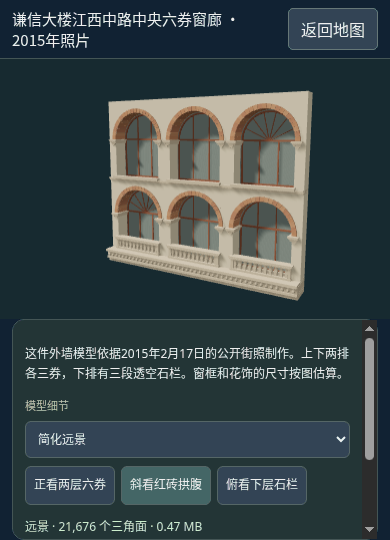 谦信大楼江西中路中央六券窗廊 ·
2015年照片
返回地图
这件外墙模型依据2015年2月17日的公开街照制作。上下两排
各三券，下排有三段透空石栏。窗框和花饰的尺寸按图估算。
模型细节
简化远景
正看两层六券
斜看红砖拱腹
俯看下层石栏
远景 · 21,676 个三角面 · 0.47 MB